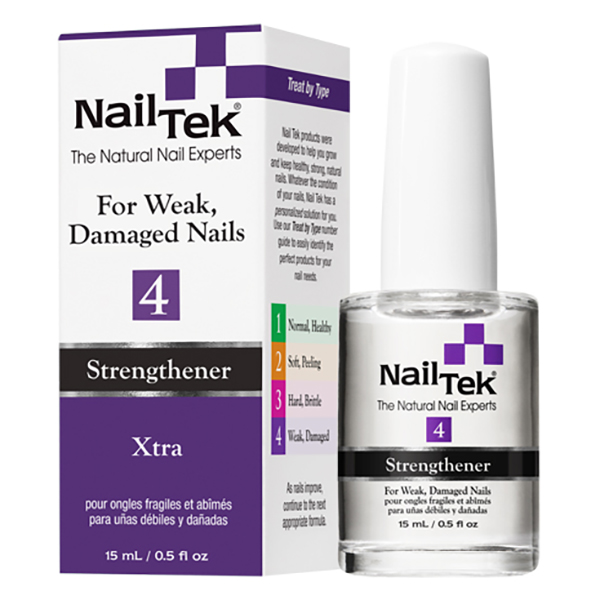 NailTek®
The Natural Nail Experts
For Weak,
Damaged Nails
4
Strengthener
Xtra
pour ongles fragiles et abîmés
para uñas débiles y dañadas
15 mL / 0.5 fl oz
Treat by Type
Nail Tek products were
developed to help you grow
and keep healthy, strong, natural
nails. Whatever the condition
of your nails, Nail Tek has a
personalized solution for you.
Use our Treat by Type number
guide to easily identify the
perfect products for your
nail needs.
1 Normal, Healthy
2 Soft, Peeling
3 Hard, Brittle
4 Weak, Damaged
As nails improve,
continue to the next
appropriate formula.
NailTek®
The Natural Nail Experts
4
Strengthener
For Weak, Damaged Nails
pour ongles fragiles et abîmés
para uñas débiles y dañadas
15 mL / 0.5 fl oz